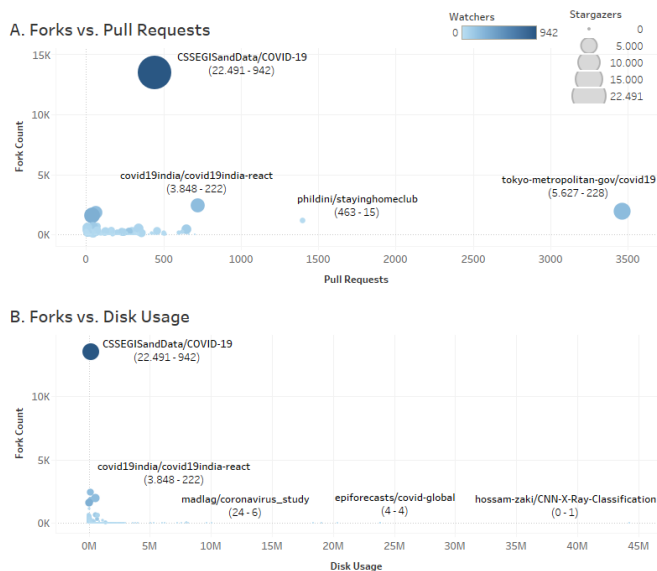 A. Forks vs. Pull Requests
Watchers
0
942
Stargazers
0
5.000
10.000
15.000
22.491
15K
10K
5K
0K
Fork Count
CSSEGISandData/COVID-19
(22.491 - 942)
covid19india/covid19india-react
(3.848 - 222)
phildini/stayinghomeclub
(463 - 15)
tokyo-metropolitan-gov/covid19
(5.627 - 228)
0 500 1000 1500 2000 2500 3000 3500
Pull Requests
B. Forks vs. Disk Usage
10K
5K
0K
Fork Count
CSSEGISandData/COVID-19
(22.491 - 942)
covid19india/covid19india-react
(3.848 - 222)
madlag/coronavirus_study
(24 - 6)
epiforecasts/covid-global
(4 - 4)
hossam-zaki/CNN-X-Ray-Classification
(0 - 1)
0M 5M 10M 15M 20M 25M 30M 35M 40M 45M
Disk Usage